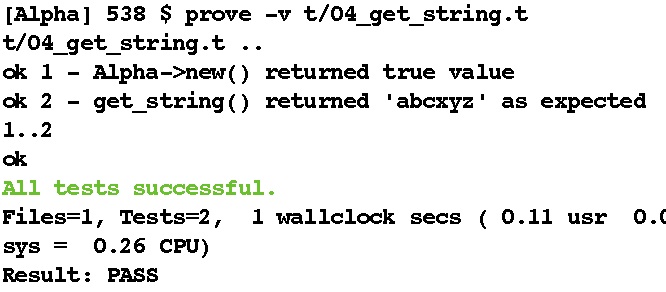 [Alpha] 538 $ prove -v t/04_get_string.t
t/04_get_string.t ..
ok 1 - Alpha->new() returned true value
ok 2 - get_string() returned 'abcxyz' as expected
1..2
ok
All tests successful.
Files=1, Tests=2,  1 wallclock secs ( 0.11 usr  0.0
sys =  0.26 CPU)
Result: PASS